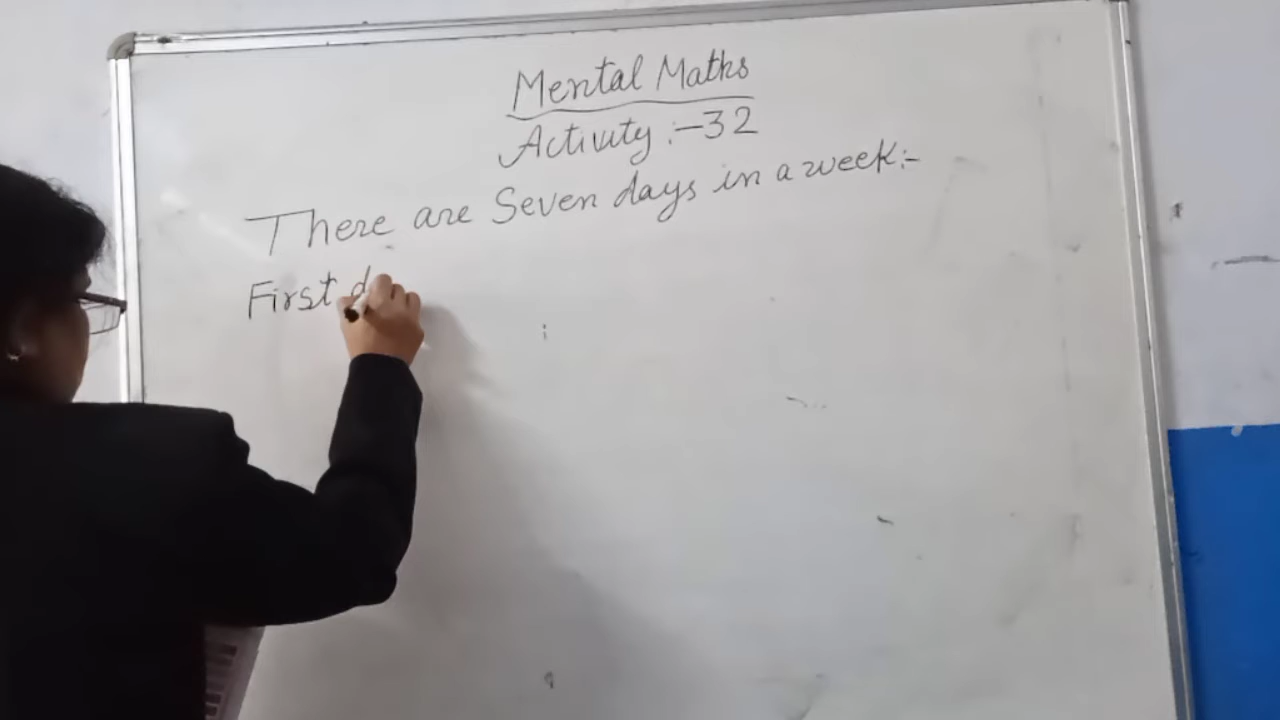 Mental Maths
Activity :- 32
There are Seven days in a week:-
First d